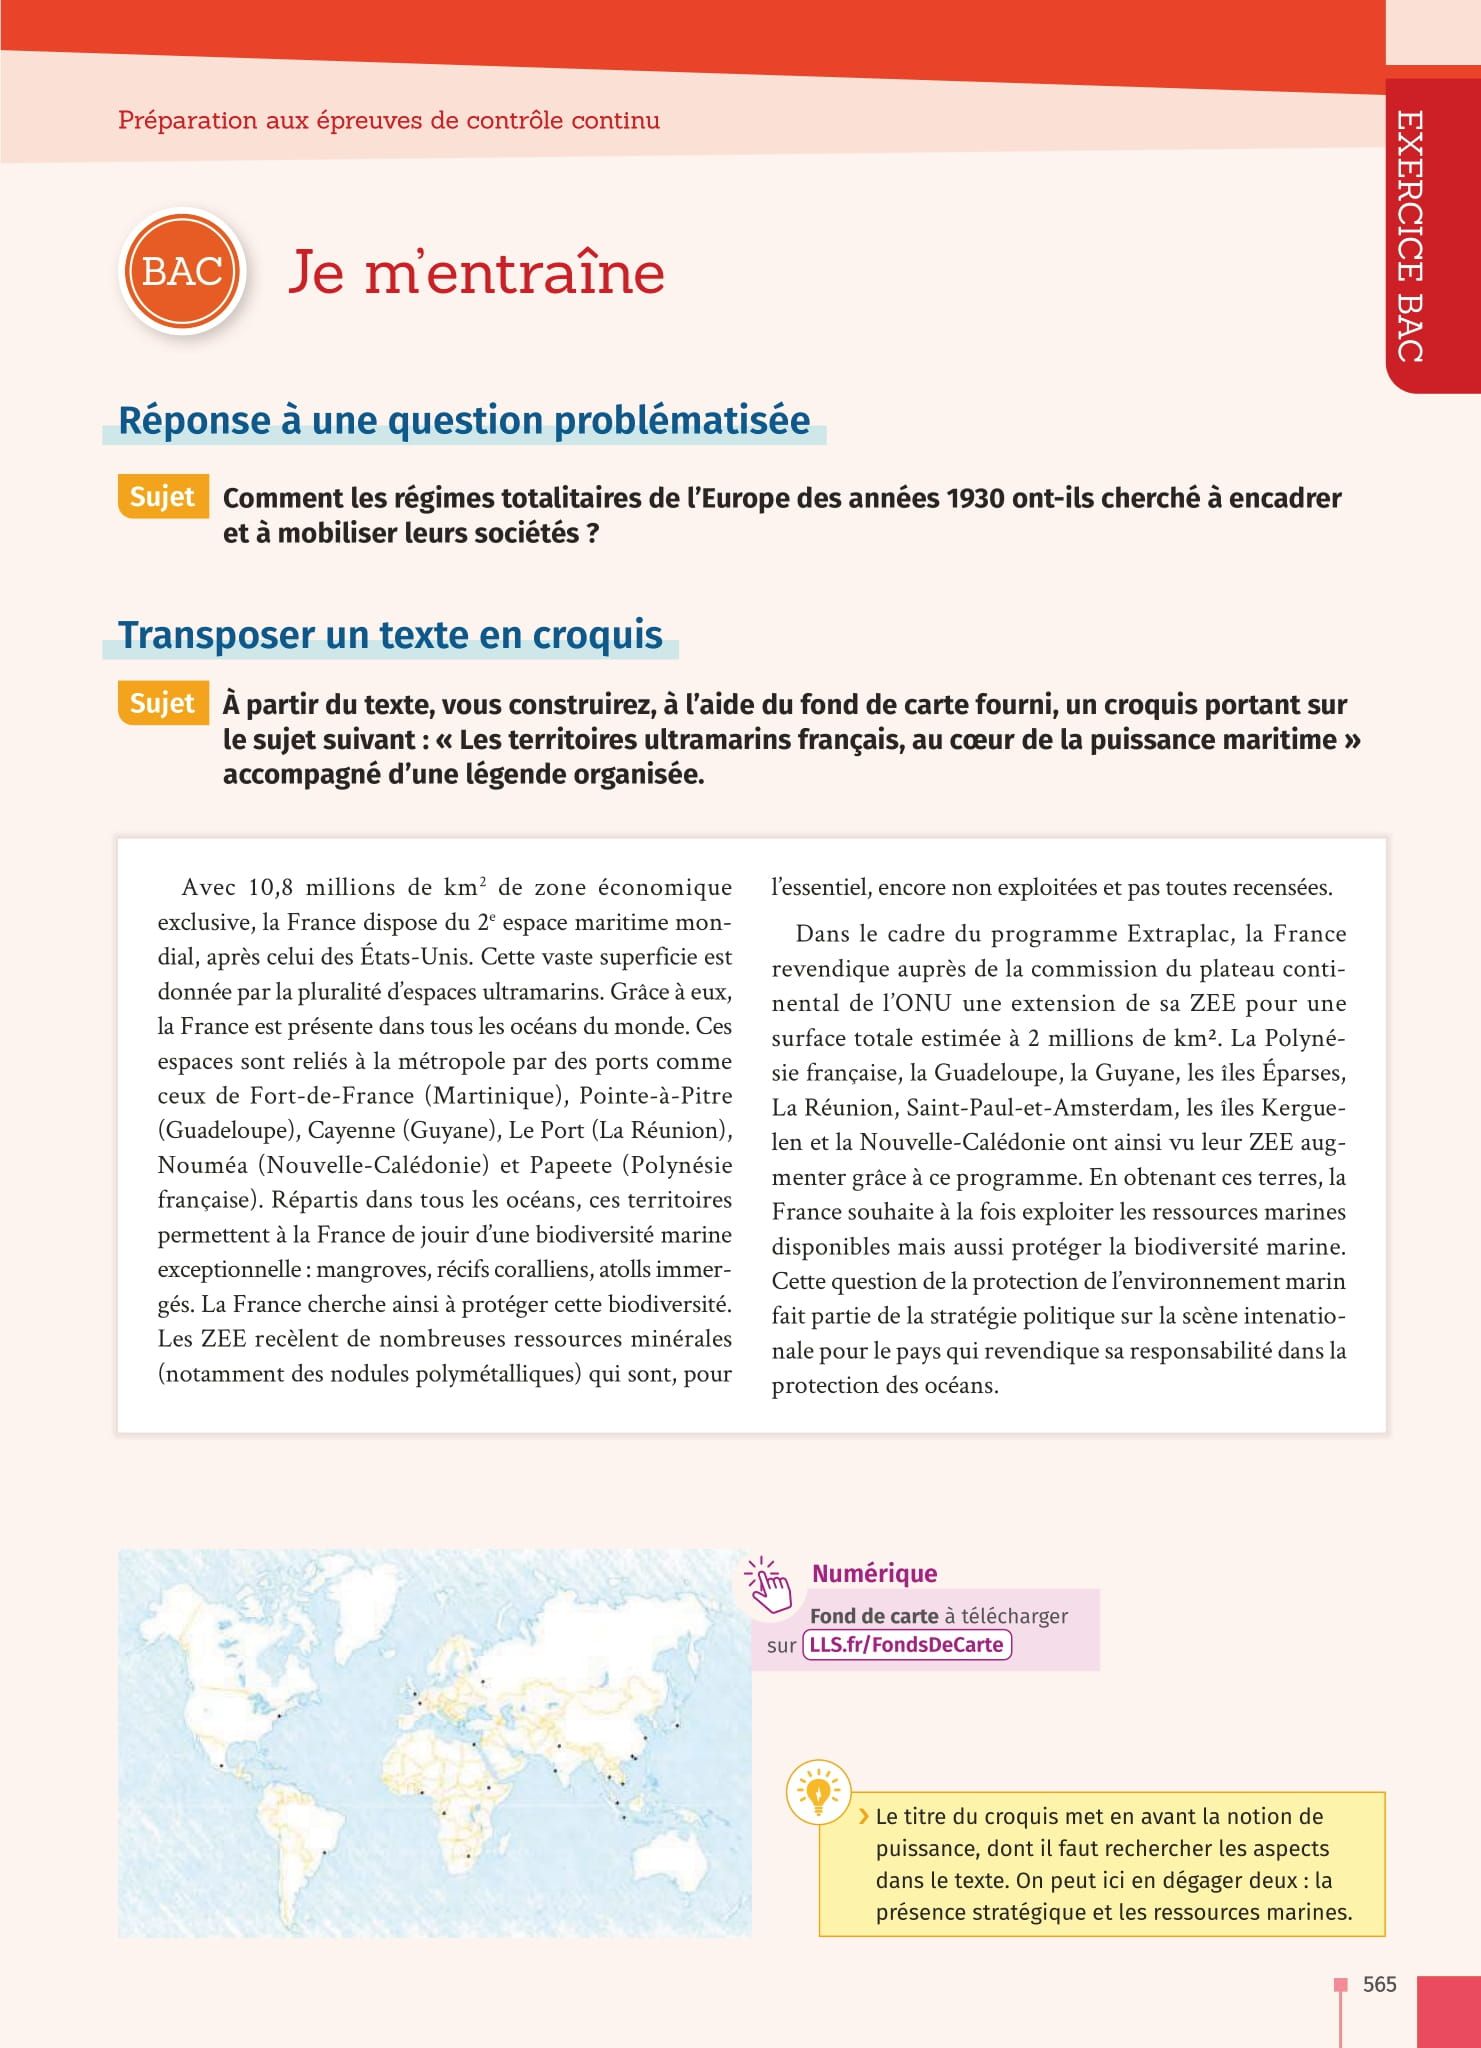 Préparation aux épreuves de contrôle continu
EXERCICE BAC
BAC
Je m'entraîne
Réponse à une question problématisée
Sujet
Comment les régimes totalitaires de l'Europe des années 1930 ont-ils cherché à encadrer
et à mobiliser leurs sociétés ?
Transposer un texte en croquis
Sujet
À partir du texte, vous construirez, à l'aide du fond de carte fourni, un croquis portant sur
le sujet suivant : « Les territoires ultramarins français, au cœur de la puissance maritime »
accompagné d'une légende organisée.
Avec 10,8 millions de km² de zone économique
exclusive, la France dispose du 2e espace maritime mon-
dial, après celui des États-Unis. Cette vaste superficie est
donnée par la pluralité d'espaces ultramarins. Grâce à eux,
la France est présente dans tous les océans du monde. Ces
espaces sont reliés à la métropole par des ports comme
ceux de Fort-de-France (Martinique), Pointe-à-Pitre
(Guadeloupe), Cayenne (Guyane), Le Port (La Réunion),
Nouméa (Nouvelle-Calédonie) et Papeete (Polynésie
française). Répartis dans tous les océans, ces territoires
permettent à la France de jouir d'une biodiversité marine
exceptionnelle : mangroves, récifs coralliens, atolls immer-
gés. La France cherche ainsi à protéger cette biodiversité.
Les ZEE recèlent de nombreuses ressources minérales
(notamment des nodules polymétalliques) qui sont, pour
l'essentiel, encore non exploitées et pas toutes recensées.
Dans le cadre du programme Extraplac, la France
revendique auprès de la commission du plateau conti-
nental de l'ONU une extension de sa ZEE pour une
surface totale estimée à 2 millions de km². La Polyné-
sie française, la Guadeloupe, la Guyane, les îles Éparses,
La Réunion, Saint-Paul-et-Amsterdam, les îles Kergue-
len et la Nouvelle-Calédonie ont ainsi vu leur ZEE aug-
menter grâce à ce programme. En obtenant ces terres, la
France souhaite à la fois exploiter les ressources marines
disponibles mais aussi protéger la biodiversité marine.
Cette question de la protection de l'environnement marin
fait partie de la stratégie politique sur la scène intenatio-
nale pour le pays qui revendique sa responsabilité dans la
protection des océans.
Numérique
Fond de carte à télécharger
sur LLS.fr/FondsDeCarte
› Le titre du croquis met en avant la notion de
puissance, dont il faut rechercher les aspects
dans le texte. On peut ici en dégager deux : la
présence stratégique et les ressources marines.
565